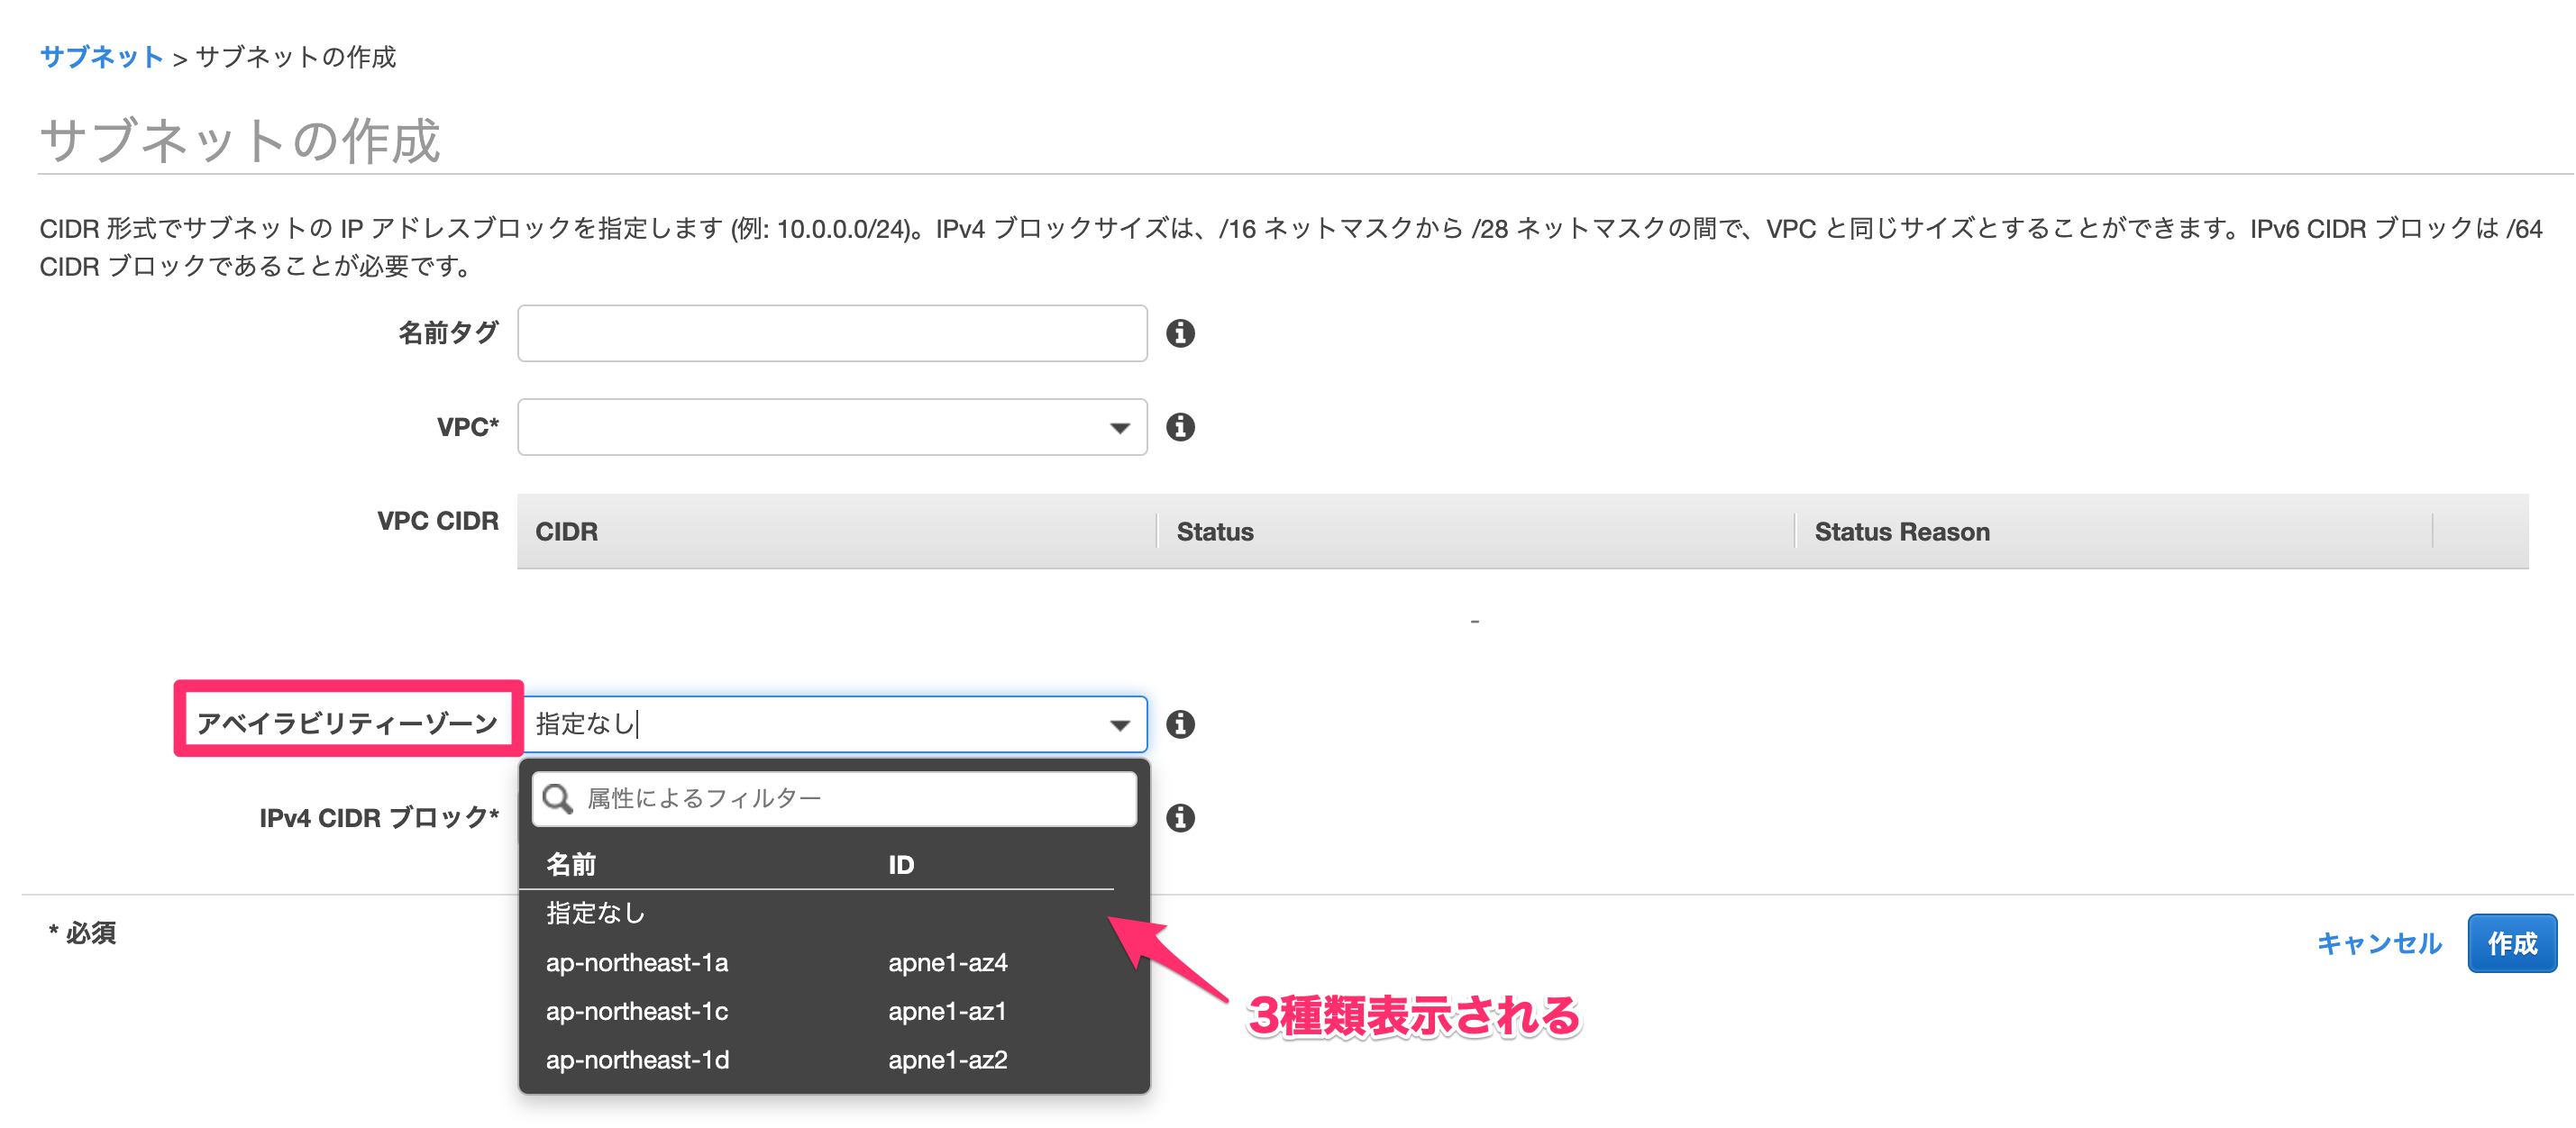 サブネット > サブネットの作成
サブネットの作成
CIDR 形式でサブネットの IP アドレスブロックを指定します (例: 10.0.0.0/24)。IPv4 ブロックサイズは、/16 ネットマスクから /28 ネットマスクの間で、VPC と同じサイズとすることができます。IPv6 CIDR ブロックは /64
CIDR ブロックであることが必要です。
名前タグ
VPC*
VPC CIDR
CIDR Status Status Reason
-
アベイラビリティーゾーン 指定なし
属性によるフィルター
IPv4 CIDR ブロック*
名前 ID
指定なし
ap-northeast-1a apne1-az4
ap-northeast-1c apne1-az1
ap-northeast-1d apne1-az2
3種類表示される
* 必須
キャンセル 作成